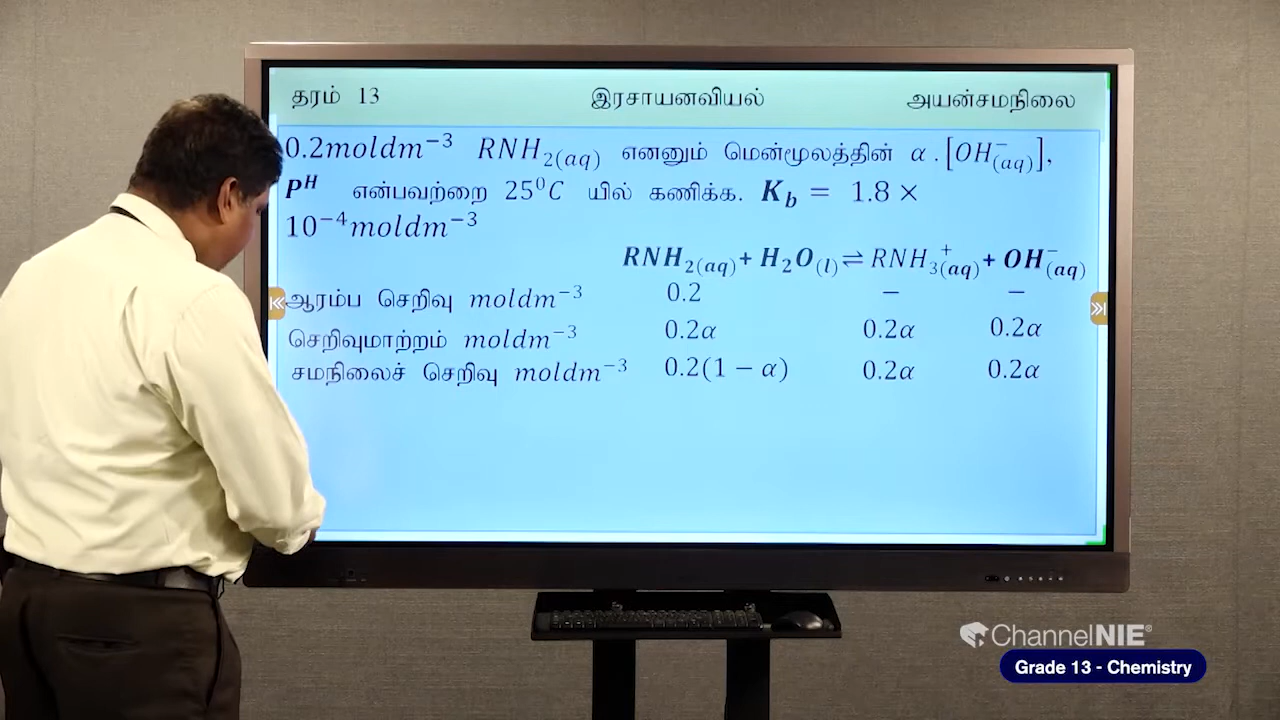 தரம் 13 இரசாயனவியல் அயன்சமநிலை
0.2moldm⁻³ RNH₂₍aq₎ எனனும் மென்மூலத்தின் α . [OH⁻₍aq₎],
Pᴴ என்பவற்றை 25⁰C யில் கணிக்க. K_b = 1.8 ×
10⁻⁴moldm⁻³
RNH₂₍aq₎ + H₂O₍l₎ ⇌ RNH₃⁺₍aq₎ + OH⁻₍aq₎
ஆரம்ப செறிவு moldm⁻³ 0.2 − −
செறிவுமாற்றம் moldm⁻³ 0.2α 0.2α 0.2α
சமநிலைச் செறிவு moldm⁻³ 0.2(1 − α) 0.2α 0.2α
ChannelNIE®
Grade 13 - Chemistry